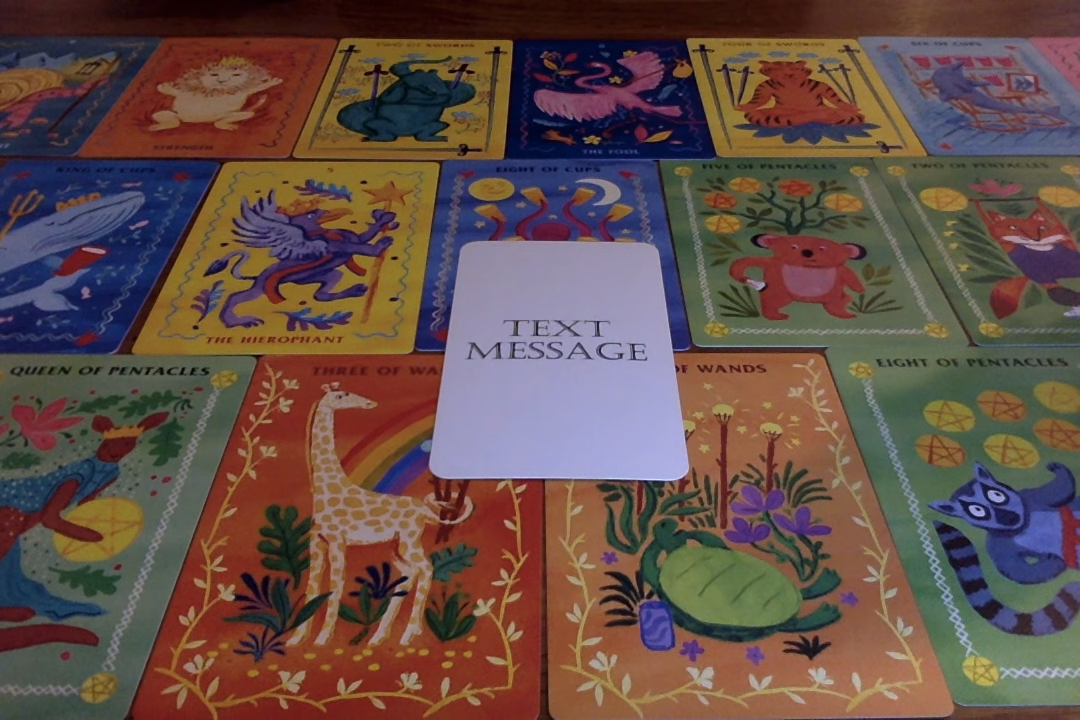 STRENGTH
TWO OF SWORDS
THE FOOL
FOUR OF SWORDS
SIX OF CUPS
KING OF CUPS
5
THE HIEROPHANT
EIGHT OF CUPS
FIVE OF PENTACLES
TWO OF PENTACLES
TEXT
MESSAGE
QUEEN OF PENTACLES
THREE OF WA
OF WANDS
EIGHT OF PENTACLES